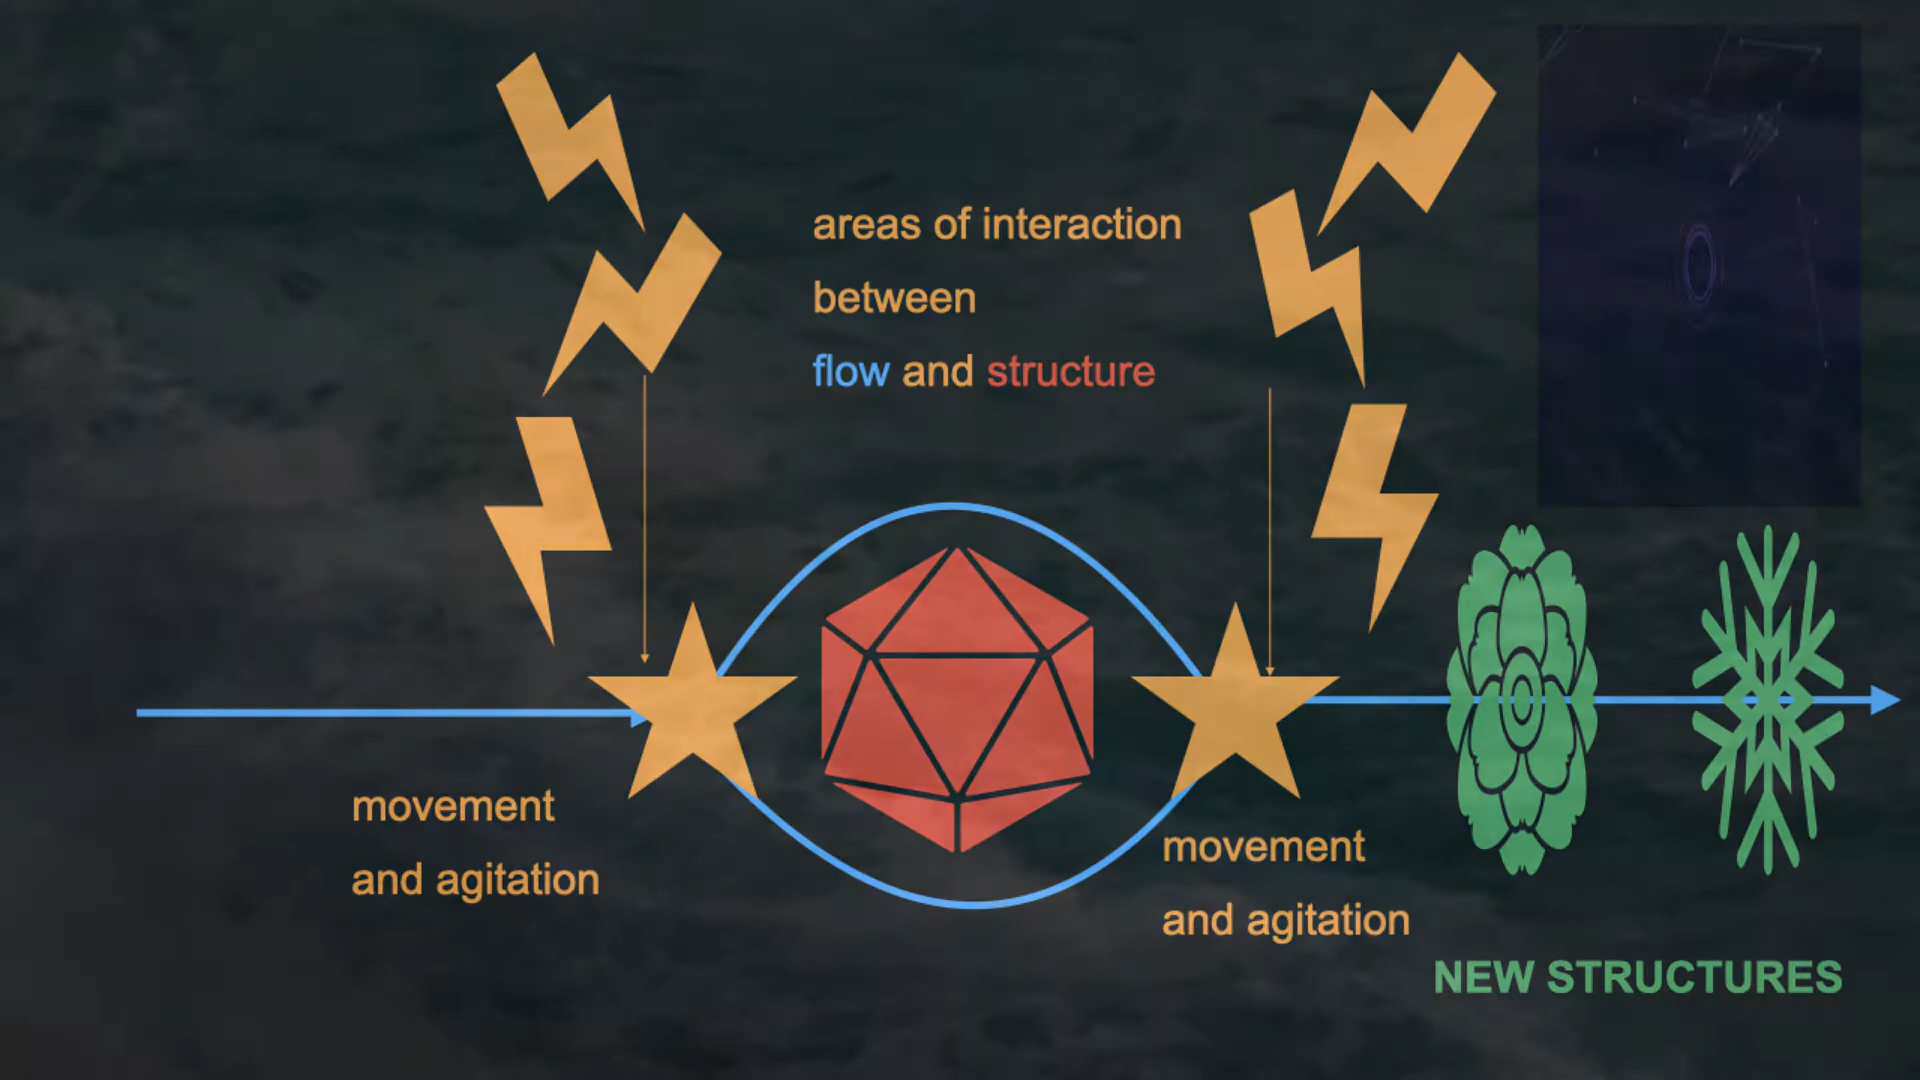 areas of interaction
between
flow and structure
movement
and agitation
movement
and agitation
NEW STRUCTURES